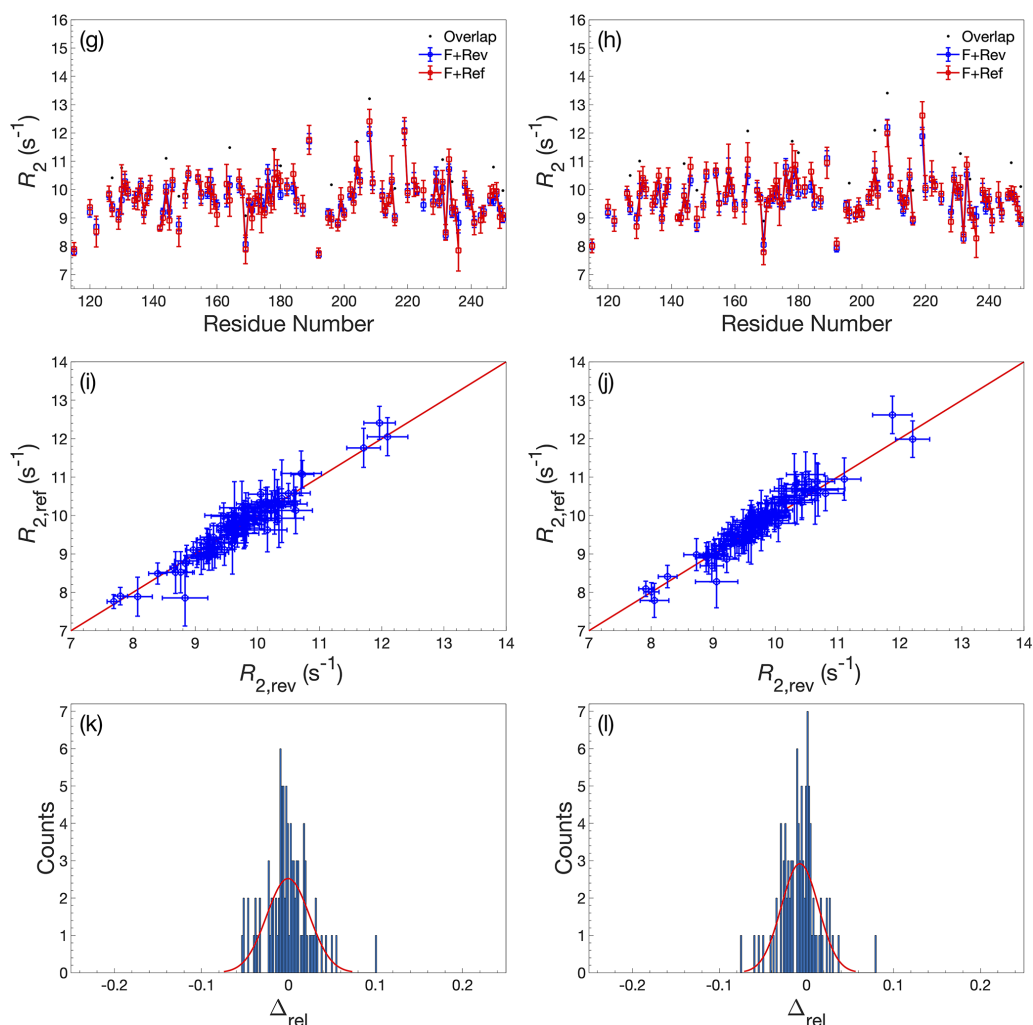 (g)
Overlap
F+Rev
F+Ref
R2 (s-1)
16
15
14
13
12
11
10
9
8
7
120 140 160 180 200 220 240
Residue Number
(h)
Overlap
F+Rev
F+Ref
R2 (s-1)
16
15
14
13
12
11
10
9
8
7
120 140 160 180 200 220 240
Residue Number
(i)
R2,ref (s-1)
14
13
12
11
10
9
8
7
7 8 9 10 11 12 13 14
R2,rev (s-1)
(j)
R2,ref (s-1)
14
13
12
11
10
9
8
7
7 8 9 10 11 12 13 14
R2,rev (s-1)
(k)
Counts
7
6
5
4
3
2
1
0
-0.2 -0.1 0 0.1 0.2
Δrel
(l)
Counts
7
6
5
4
3
2
1
0
-0.2 -0.1 0 0.1 0.2
Δrel